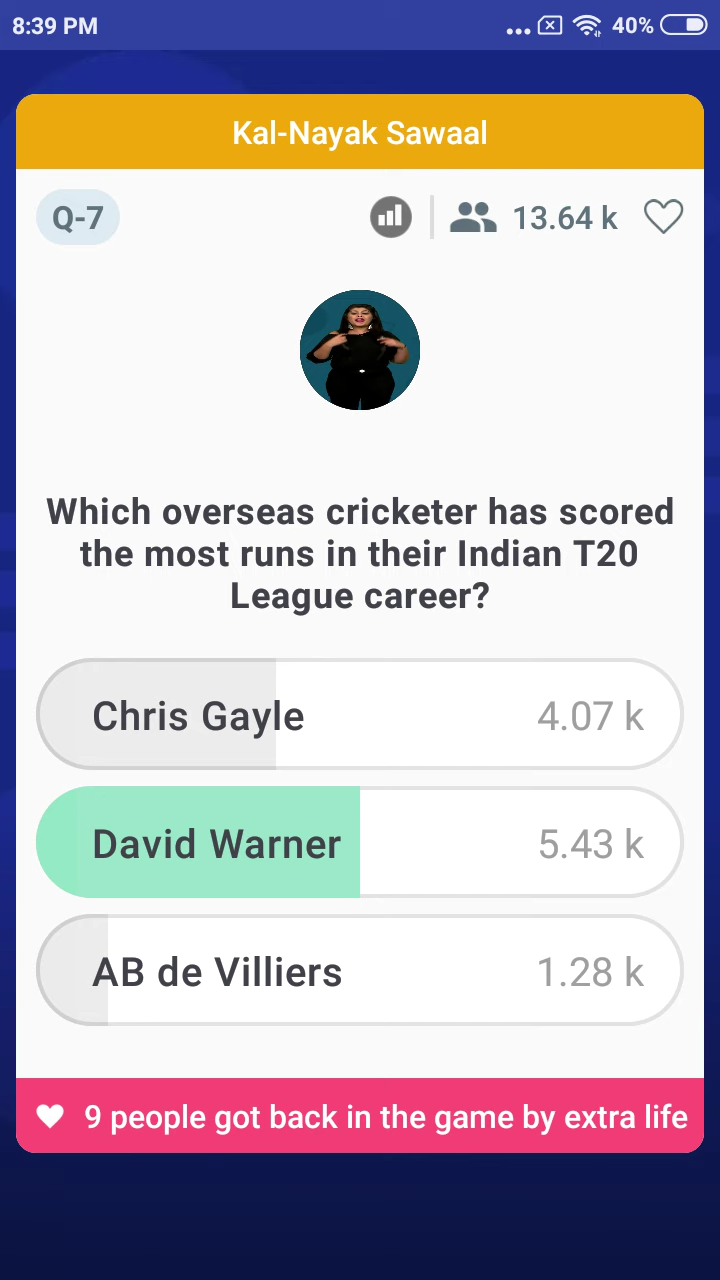 8:39 PM
40%
Kal-Nayak Sawaal
Q-7
13.64 k
Which overseas cricketer has scored
the most runs in their Indian T20
League career?
Chris Gayle 4.07 k
David Warner 5.43 k
AB de Villiers 1.28 k
9 people got back in the game by extra life